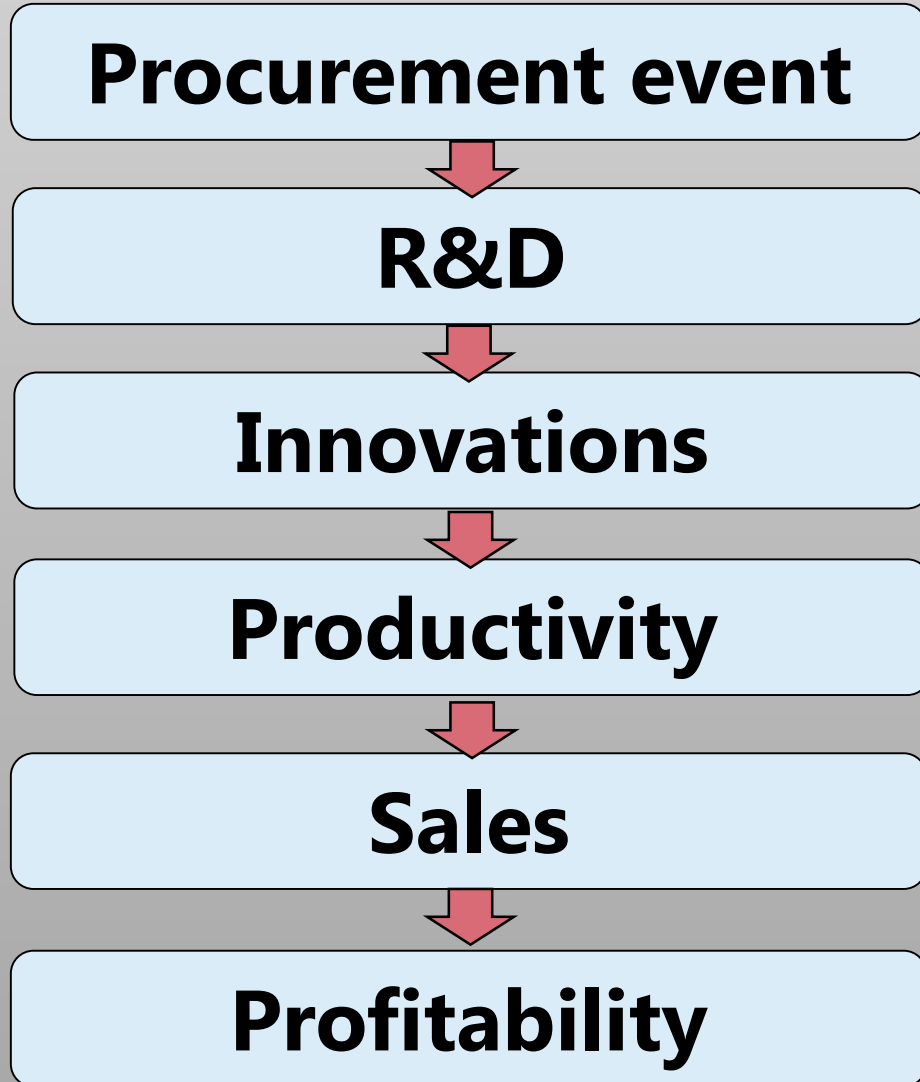 Procurement event
R&D
Innovations
Productivity
Sales
Profitability